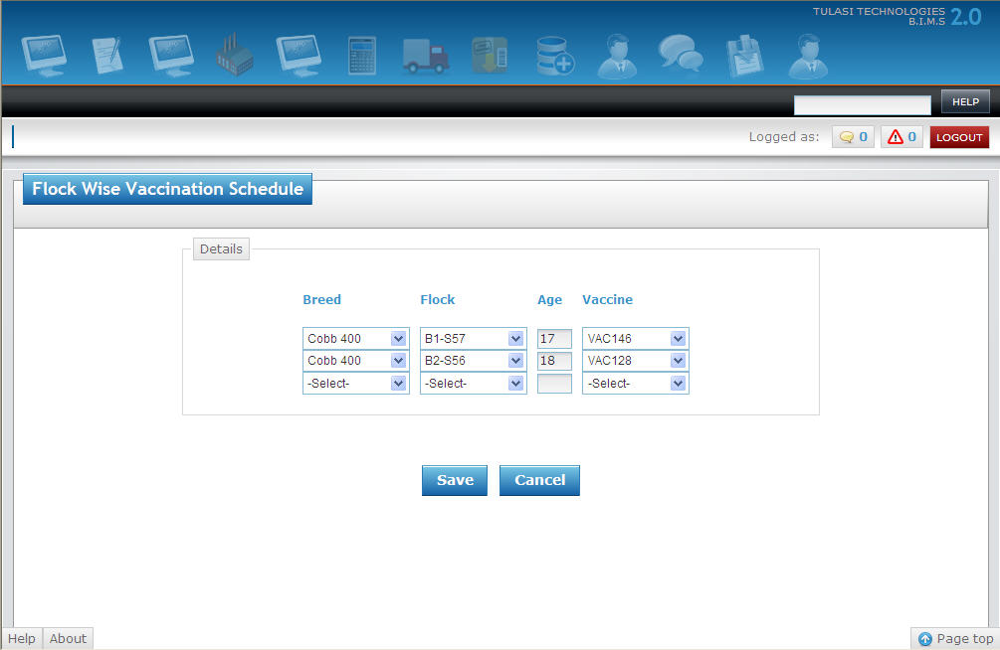 TULASI TECHNOLOGIES
B.I.M.S 2.0
HELP
Logged as: 0 0 LOGOUT
Flock Wise Vaccination Schedule
Details
Breed Flock Age Vaccine
Cobb 400 B1-S57 17 VAC146
Cobb 400 B2-S56 18 VAC128
-Select- -Select- -Select-
Save Cancel
Help About Page top